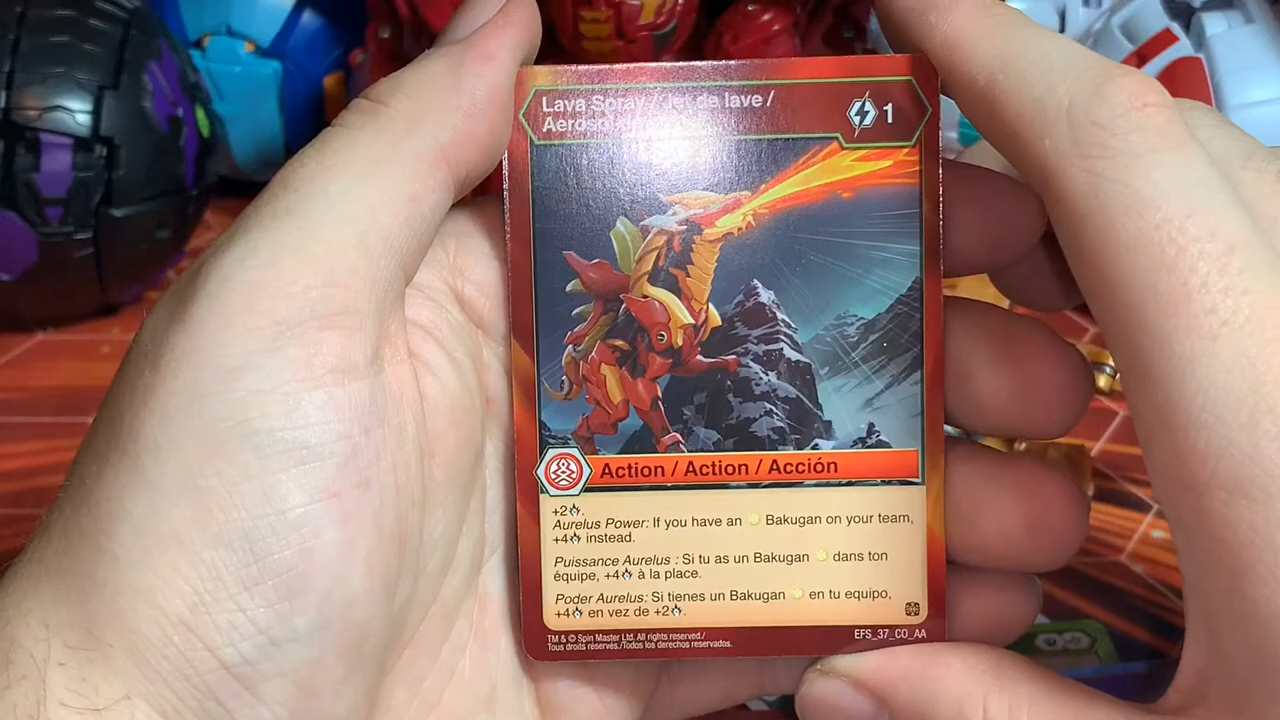 Lava Spray / Jet de lave /
1
Action / Action / Acción
+2.
Aurelus Power: If you have an Bakugan on your team,
+4 instead.
Puissance Aurelus : Si tu as un Bakugan dans ton
équipe, +4 à la place.
Poder Aurelus: Si tienes un Bakugan en tu equipo,
+4 en vez de +2.
TM & © Spin Master Ltd. All rights reserved./
Tous droits réservés./Todos los derechos reservados.
EFS_37_CO_AA